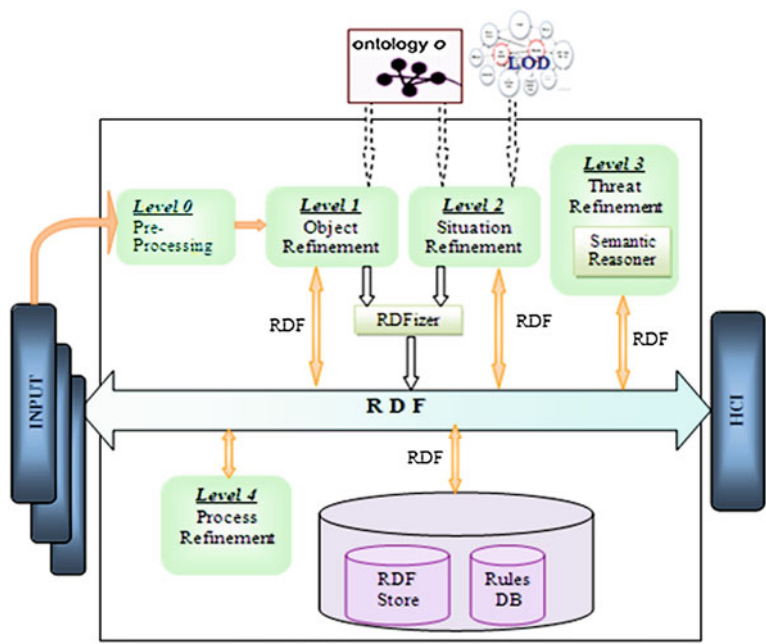 ontology o
LOD
Level 0
Pre-
Processing
Level 1
Object
Refinement
Level 2
Situation
Refinement
Level 3
Threat
Refinement
Semantic
Reasoner
RDF
RDFizer
RDF
RDF
INPUT
R D F
HCI
Level 4
Process
Refinement
RDF
RDF
Store
Rules
DB